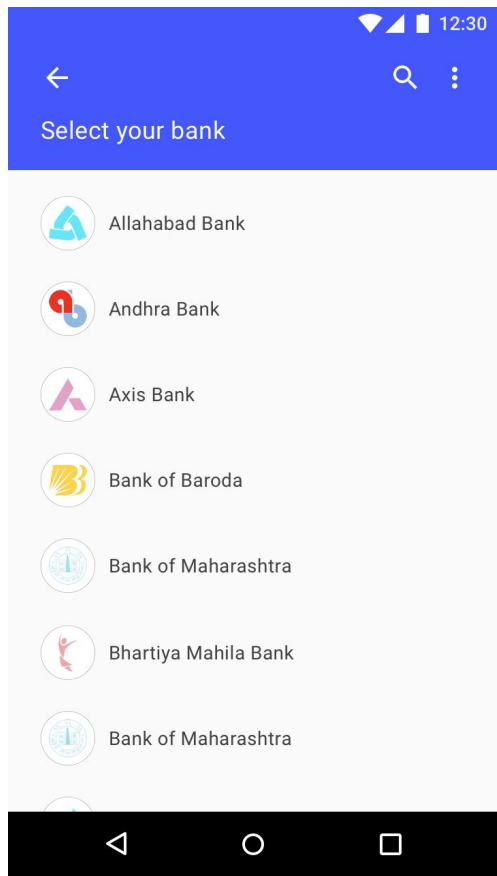 12:30
Select your bank
Allahabad Bank
Andhra Bank
Axis Bank
Bank of Baroda
Bank of Maharashtra
Bhartiya Mahila Bank
Bank of Maharashtra